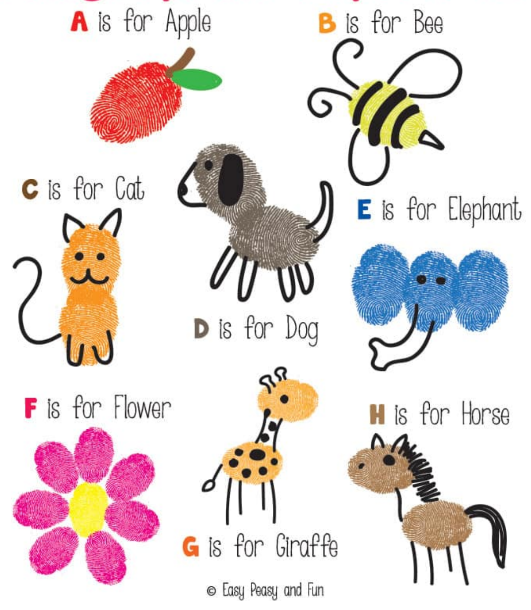 A is for Apple
B is for Bee
C is for Cat
E is for Elephant
D is for Dog
F is for Flower
H is for Horse
G is for Giraffe
© Easy Peasy and Fun